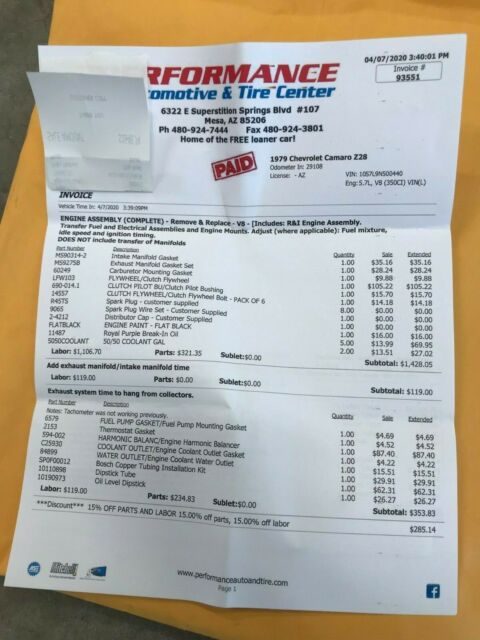 04/07/2020 3:40:01 PM
Invoice #
93551
PERFORMANCE
Automotive & Tire Center
6322 E Superstition Springs Blvd #107
Mesa, AZ 85206
Ph 480-924-7444 Fax 480-924-3801
Home of the FREE loaner car!
PAID
1979 Chevrolet Camaro Z28
Odometer In: 29108
License: - AZ
VIN: 1O57L9N500440
Eng: 5.7L, V8 (350CI) VIN(L)
INVOICE
Vehicle Time In: 4/7/2020 3:39:09PM
ENGINE ASSEMBLY (COMPLETE) - Remove & Replace - V8 - [Includes: R&I Engine Assembly.
Transfer Fuel and Electrical Assemblies and Engine Mounts. Adjust (where applicable): Fuel mixture,
idle speed and ignition timing.
DOES NOT include transfer of Manifolds
Part Number Description Quantity Sale Extended
MS90314-2 Intake Manifold Gasket 1.00 $35.16 $35.16
MS9275B Exhaust Manifold Gasket Set 1.00 $28.24 $28.24
60249 Carburetor Mounting Gasket 1.00 $9.88 $9.88
LFW103 FLYWHEEL/Clutch Flywheel 1.00 $105.22 $105.22
690-014.1 CLUTCH PILOT BU/Clutch Pilot Bushing 1.00 $15.70 $15.70
14557 CLUTCH FLYWHEEL/Clutch Flywheel Bolt - PACK OF 6 1.00 $14.18 $14.18
R45TS Spark Plug - customer Supplied 8.00 $0.00 $0.00
9065 Spark Plug Wire Set - Customer Supplied 1.00 $0.00 $0.00
2-4212 Distributor Cap - Customer Supplied 1.00 $0.00 $0.00
FLATBLACK ENGINE PAINT - FLAT BLACK 1.00 $16.00 $16.00
11487 Royal Purple Break-In Oil 5.00 $13.99 $69.95
5050COOLANT 50/50 COOLANT GAL 2.00 $13.51 $27.02
Labor: $1,106.70 Parts: $321.35 Sublet:$0.00 Subtotal: $1,428.05
Add exhaust manifold/intake manifold time
Labor: $119.00 Parts: $0.00 Sublet:$0.00 Subtotal: $119.00
Exhaust system time to hang from collectors.
Part Number Description Quantity Sale Extended
Notes: Tachometer was not working previously.
6579 FUEL PUMP GASKET/Fuel Pump Mounting Gasket 1.00 $4.69 $4.69
2153 Thermostat Gasket 1.00 $4.52 $4.52
594-002 HARMONIC BALANC/Engine Harmonic Balancer 1.00 $87.40 $87.40
C25930 COOLANT OUTLET/Engine Coolant Outlet Gasket 1.00 $4.22 $4.22
84899 WATER OUTLET/Engine Coolant Water Outlet 1.00 $15.51 $15.51
SP0F00012 Bosch Copper Tubing Installation Kit 1.00 $29.91 $29.91
10110898 Dipstick Tube 1.00 $62.31 $62.31
10190973 Oil Level Dipstick 1.00 $26.27 $26.27
Labor: $119.00 Parts: $234.83 Sublet:$0.00 Subtotal: $353.83
***Discount* 15% OFF PARTS AND LABOR 15.00% off parts, 15.00% off labor $285.14
www.performanceautoandtire.com
Page 1